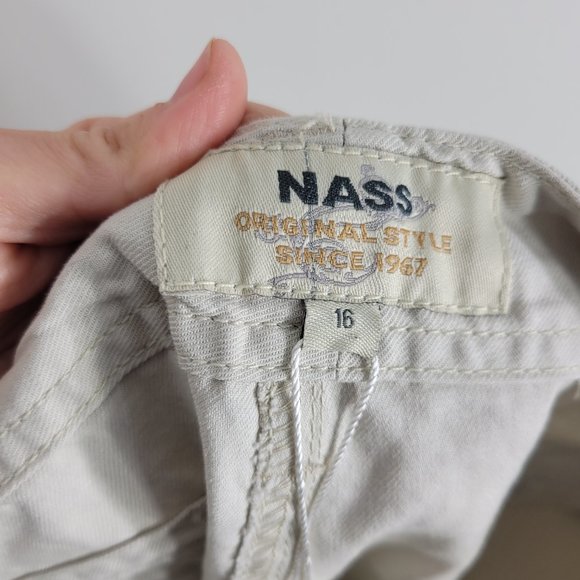 NASS
ORIGINAL STYLE
SINCE 1967
16